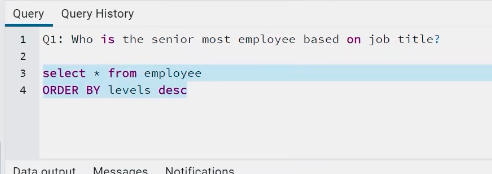 Query Query History
1 Q1: Who is the senior most employee based on job title?
2
3 select * from employee
4 ORDER BY levels desc
Data output Messages Notifications